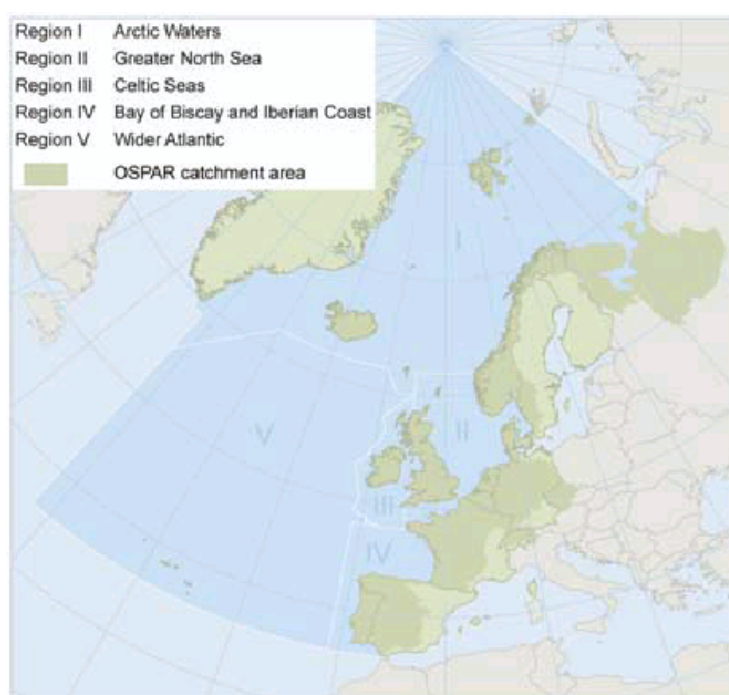 Region I Arctic Waters
Region II Greater North Sea
Region III Celtic Seas
Region IV Bay of Biscay and Iberian Coast
Region V Wider Atlantic
OSPAR catchment area
I
V
II
III
IV